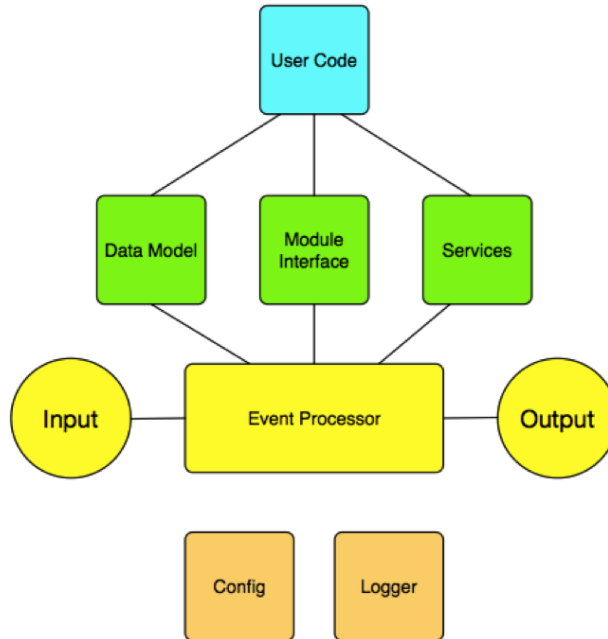 User Code
Data Model
Module
Interface
Services
Input
Event Processor
Output
Config
Logger